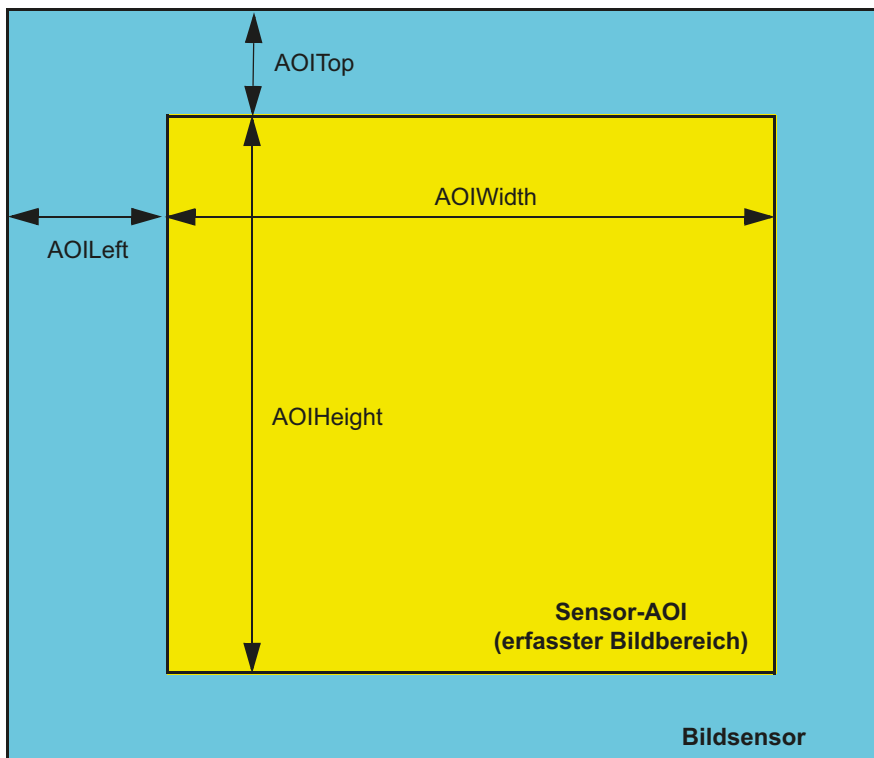 AOITop
AOIWidth
AOILeft
AOIHeight
Sensor-AOI
(erfasster Bildbereich)
Bildsensor